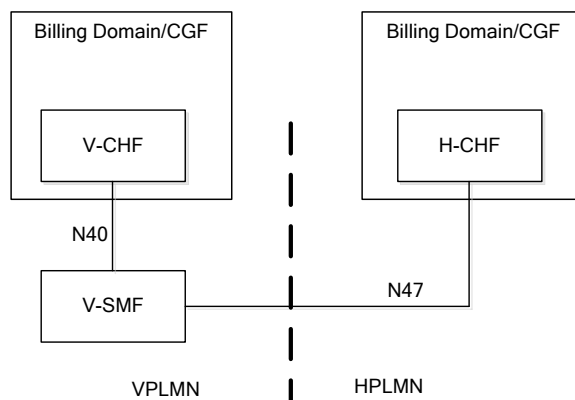 Billing Domain/CGF
Billing Domain/CGF
V-CHF
H-CHF
N40
V-SMF
N47
VPLMN
HPLMN